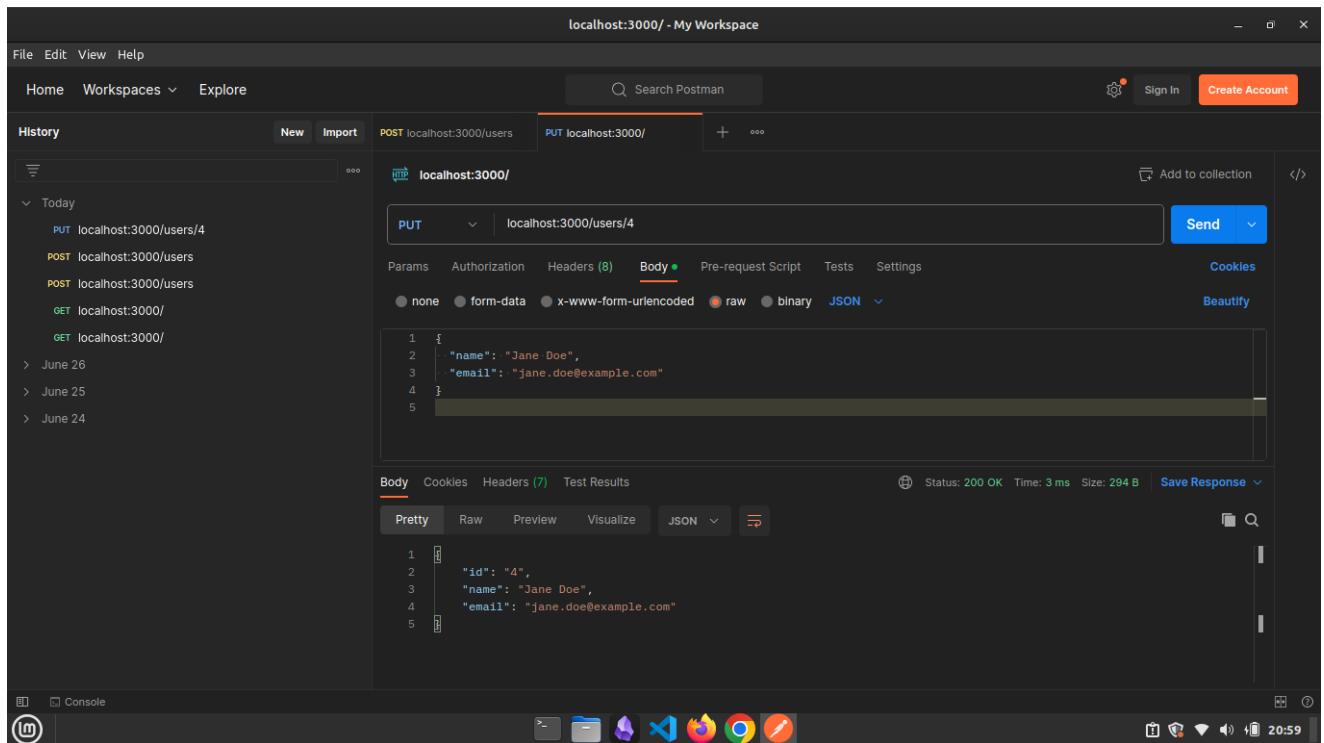 localhost:3000/ - My Workspace
File Edit View Help
Home Workspaces Explore Search Postman Sign In Create Account
History New Import POST localhost:3000/users PUT localhost:3000/
HTTP localhost:3000/ Add to collection </>
Today
PUT localhost:3000/users/4
POST localhost:3000/users
POST localhost:3000/users
GET localhost:3000/
GET localhost:3000/
June 26
June 25
June 24
PUT localhost:3000/users/4 Send
Params Authorization Headers (8) Body Pre-request Script Tests Settings Cookies
none form-data x-www-form-urlencoded raw binary JSON Beautify
1 {
2 "name": "Jane Doe",
3 "email": "jane.doe@example.com"
4 }
5
Body Cookies Headers (7) Test Results Status: 200 OK Time: 3 ms Size: 294 B Save Response
Pretty Raw Preview Visualize JSON
1 {
2 "id": "4",
3 "name": "Jane Doe",
4 "email": "jane.doe@example.com"
5 }
Console
20:59